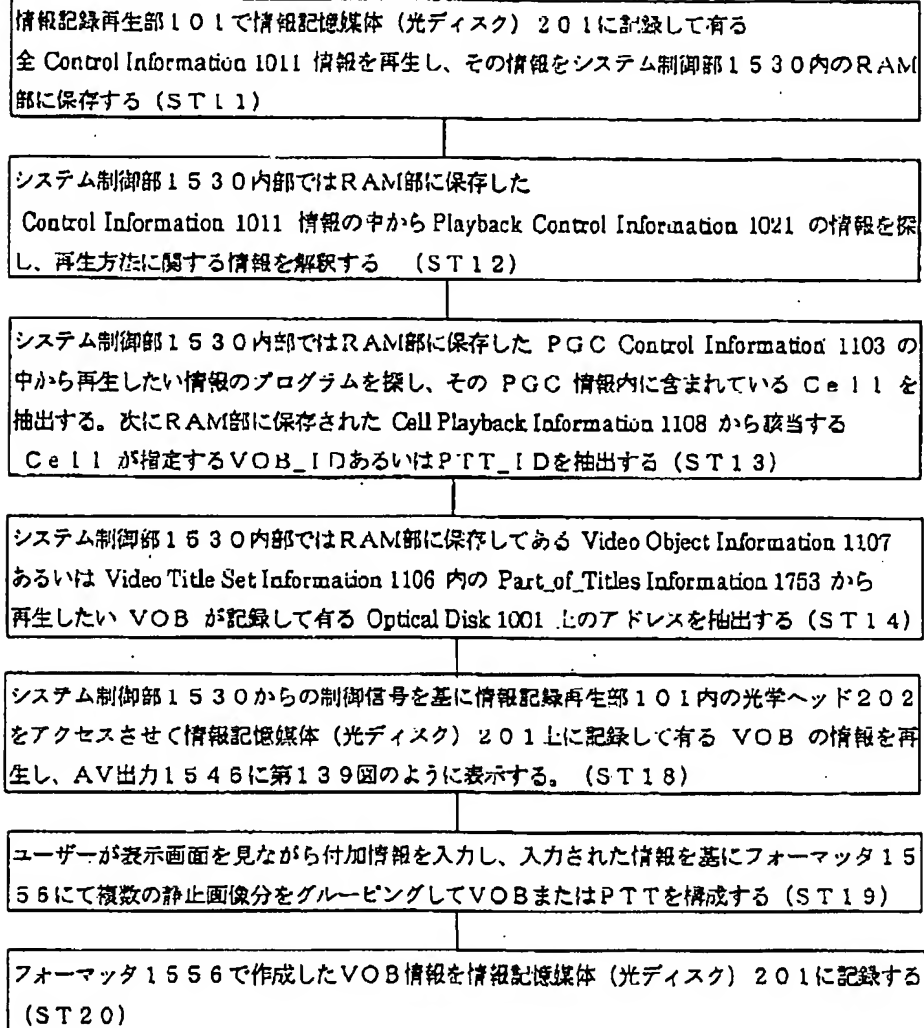 情報記録再生部101で情報記憶媒体（光ディスク）201に記録して有る
全 Control Information 1011 情報を再生し、その情報をシステム制御部1530内のRAM
部に保存する（ST11）
システム制御部1530内部ではRAM部に保存した
Control Information 1011 情報の中から Playback Control Information 1021 の情報を探
し、再生方法に関する情報を解釈する （ST12）
システム制御部1530内部ではRAM部に保存した PGC Control Information 1103 の
中から再生したい情報のプログラムを探し、その PGC 情報内に含まれている Cell を
抽出する。次にRAM部に保存された Cell Playback Information 1108 から該当する
Cell が指定するVOB_IDあるいはPTT_IDを抽出する（ST13）
システム制御部1530内部ではRAM部に保存してある Video Object Information 1107
あるいは Video Title Set Information 1106 内の Part_of_Titles Information 1753 から
再生したい VOB が記録して有る Optical Disk 1001 上のアドレスを抽出する（ST14）
システム制御部1530からの制御信号を基に情報記録再生部101内の光学ヘッド202
をアクセスさせて情報記憶媒体（光ディスク）201上に記録して有る VOB の情報を再
生し、AV出力1546に第139図のように表示する。（ST18）
ユーザーが表示画面を見ながら付加情報を入力し、入力された情報を基にフォーマッタ15
56にて複数の静止画像分をグルーピングしてVOBまたはPTTを構成する（ST19）
フォーマッタ1556で作成したVOB情報を情報記憶媒体（光ディスク）201に記録する
（ST20）